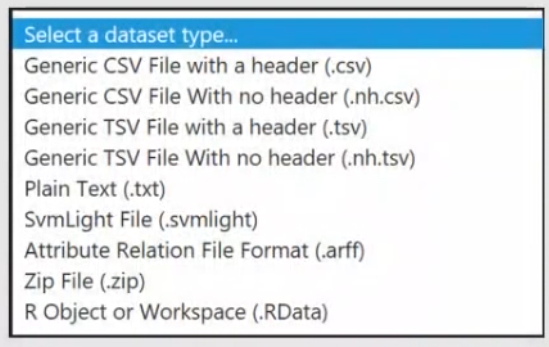 Select a dataset type...
Generic CSV File with a header (.csv)
Generic CSV File With no header (.nh.csv)
Generic TSV File with a header (.tsv)
Generic TSV File With no header (.nh.tsv)
Plain Text (.txt)
SvmLight File (.svmlight)
Attribute Relation File Format (.arff)
Zip File (.zip)
R Object or Workspace (.RData)